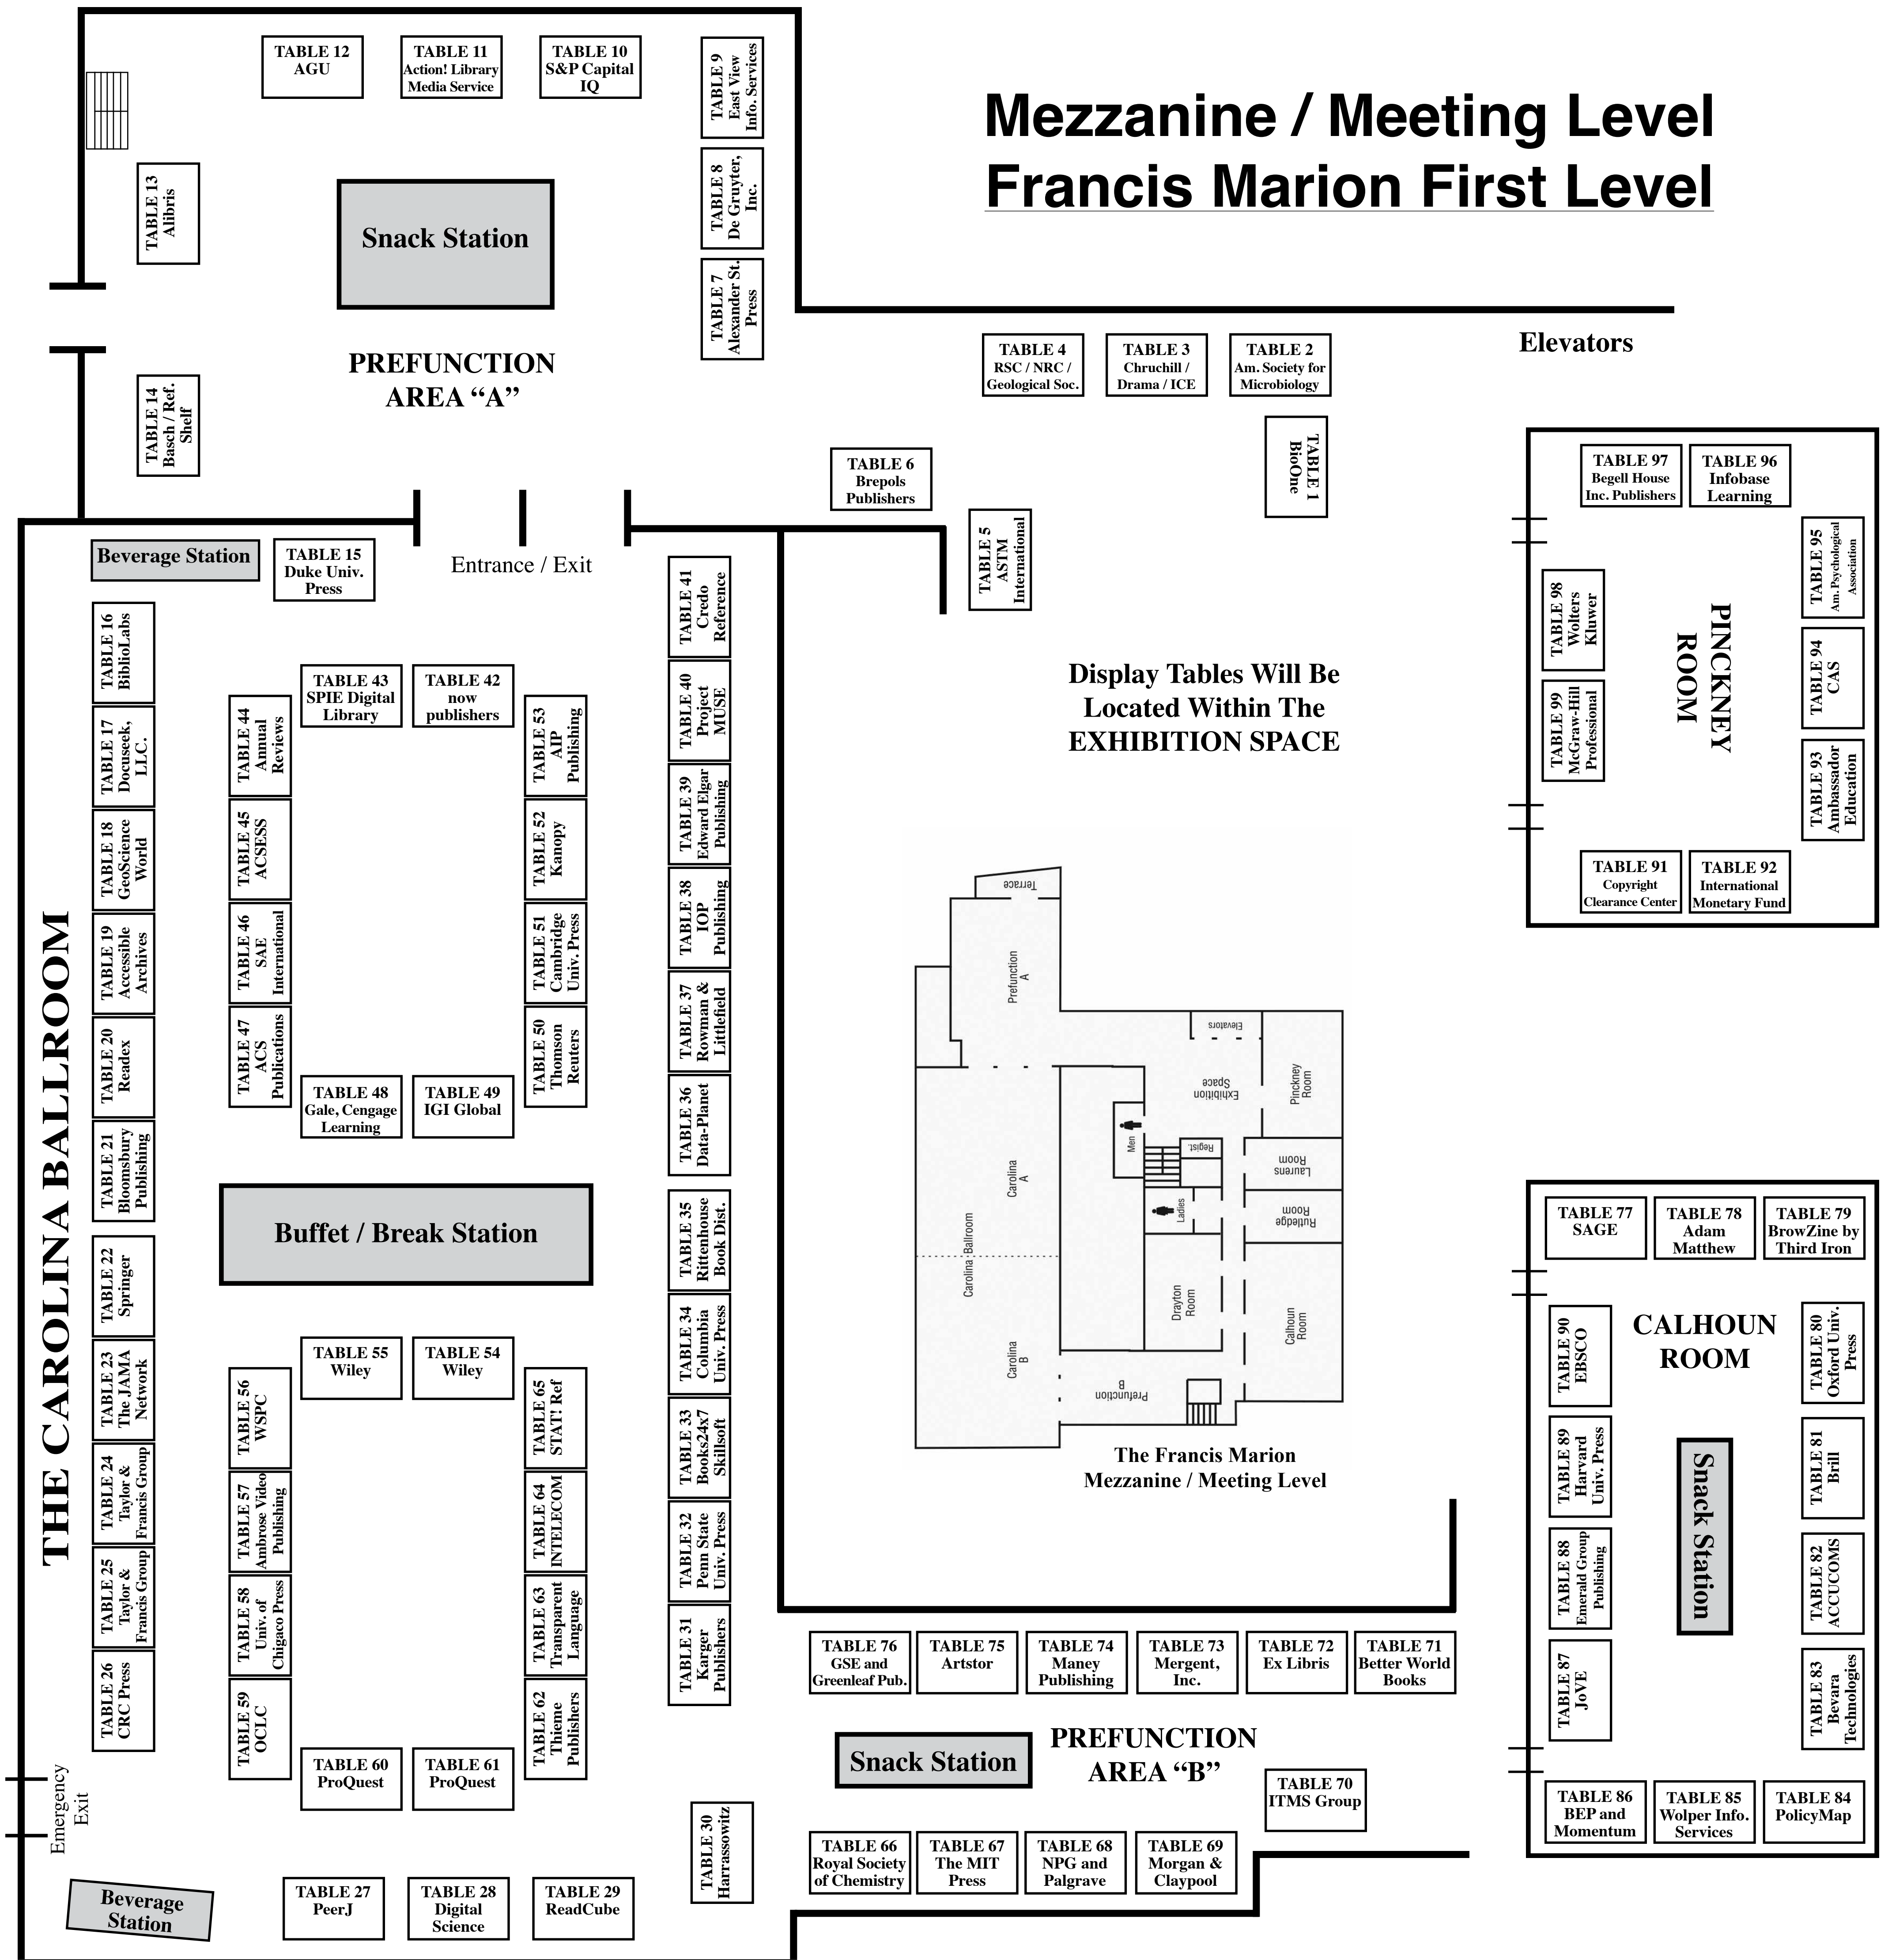 Mezzanine / Meeting Level
Francis Marion First Level
TABLE 12
AGU
TABLE 11
Action! Library
Media Service
TABLE 10
S&P Capital
IQ
TABLE 9
East View
Info. Services
TABLE 8
De Gruyter,
Inc.
TABLE 7
Alexander St.
Press
TABLE 13
Alibris
Snack Station
PREFUNCTION
AREA “A”
TABLE 14
Basch / Ref.
Shelf
TABLE 4
RSC / NRC /
Geological Soc.
TABLE 3
Chruchill /
Drama / ICE
TABLE 2
Am. Society for
Microbiology
Elevators
TABLE 1
BioOne
TABLE 6
Brepols
Publishers
TABLE 5
ASTM
International
Display Tables Will Be
Located Within The
EXHIBITION SPACE
TABLE 97
Begell House
Inc. Publishers
TABLE 96
Infobase
Learning
TABLE 95
Am. Psychological
Association
TABLE 98
Wolters
Kluwer
TABLE 99
McGraw-Hill
Professional
PINCKNEY
ROOM
TABLE 94
CAS
TABLE 93
Ambassador
Education
TABLE 91
Copyright
Clearance Center
TABLE 92
International
Monetary Fund
THE CAROLINA BALLROOM
Beverage Station
TABLE 15
Duke Univ.
Press
Entrance / Exit
TABLE 16
BiblioLabs
TABLE 17
Docuseek,
LLC.
TABLE 18
GeoScience
World
TABLE 19
Accessible
Archives
TABLE 20
Readex
TABLE 21
Bloomsbury
Publishing
TABLE 22
Springer
TABLE 23
The JAMA
Network
TABLE 24
Taylor &
Francis Group
TABLE 25
Taylor &
Francis Group
TABLE 26
CRC Press
Emergency
Exit
Beverage
Station
TABLE 43
SPIE Digital
Library
TABLE 42
now
publishers
TABLE 44
Annual
Reviews
TABLE 45
ACSESS
TABLE 46
SAE
International
TABLE 47
ACS
Publications
TABLE 53
AIP
Publishing
TABLE 52
Kanopy
TABLE 51
Cambridge
Univ. Press
TABLE 50
Thomson
Reuters
TABLE 48
Gale, Cengage
Learning
TABLE 49
IGI Global
Buffet / Break Station
TABLE 55
Wiley
TABLE 54
Wiley
TABLE 56
WSPC
TABLE 57
Ambrose Video
Publishing
TABLE 58
Univ. of
Chigaco Press
TABLE 59
OCLC
TABLE 65
STAT! Ref
TABLE 64
INTELECOM
TABLE 63
Transparent
Language
TABLE 62
Thieme
Publishers
TABLE 60
ProQuest
TABLE 61
ProQuest
TABLE 27
PeerJ
TABLE 28
Digital
Science
TABLE 29
ReadCube
TABLE 30
Harrassowitz
TABLE 41
Credo
Reference
TABLE 40
Project
MUSE
TABLE 39
Edward Elgar
Publishing
TABLE 38
IOP
Publishing
TABLE 37
Rowman &
Littlefield
TABLE 36
Data-Planet
TABLE 35
Rittenhouse
Book Dist.
TABLE 34
Columbia
Univ. Press
TABLE 33
Books24x7
Skillsoft
TABLE 32
Penn State
Univ. Press
TABLE 31
Karger
Publishers
Terrace
Prefunction
A
Elevators
Exhibition
Space
Pinckney
Room
Men
Regist.
Laurens
Room
Carolina
A
Ladies
Rutledge
Room
Carolina Ballroom
Drayton
Room
Calhoun
Room
Carolina
B
Prefunction
B
The Francis Marion
Mezzanine / Meeting Level
TABLE 76
GSE and
Greenleaf Pub.
TABLE 75
Artstor
TABLE 74
Maney
Publishing
TABLE 73
Mergent,
Inc.
TABLE 72
Ex Libris
TABLE 71
Better World
Books
Snack Station
PREFUNCTION
AREA “B”
TABLE 70
ITMS Group
TABLE 66
Royal Society
of Chemistry
TABLE 67
The MIT
Press
TABLE 68
NPG and
Palgrave
TABLE 69
Morgan &
Claypool
TABLE 77
SAGE
TABLE 78
Adam
Matthew
TABLE 79
BrowZine by
Third Iron
CALHOUN
ROOM
TABLE 90
EBSCO
TABLE 89
Harvard
Univ. Press
TABLE 88
Emerald Group
Publishing
TABLE 87
JoVE
Snack Station
TABLE 80
Oxford Univ.
Press
TABLE 81
Brill
TABLE 82
ACCUCOMS
TABLE 83
Bevara
Technologies
TABLE 86
BEP and
Momentum
TABLE 85
Wolper Info.
Services
TABLE 84
PolicyMap